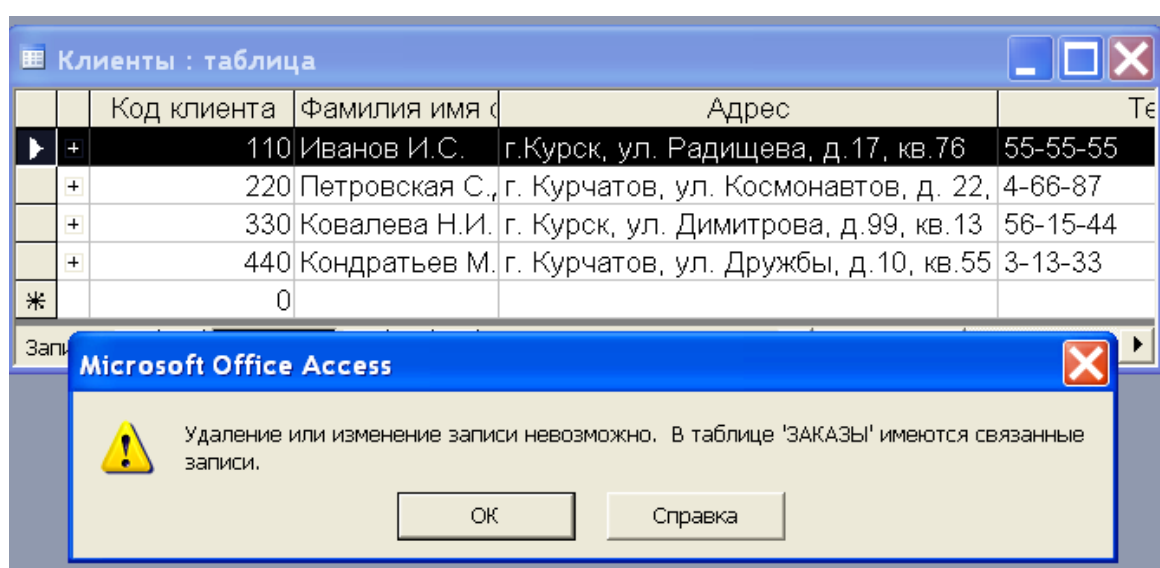 Клиенты : таблица
Код клиента Фамилия имя Адрес
110 Иванов И.С. г.Курск, ул. Радищева, д.17, кв.76 55-55-55
220 Петровская С., г. Курчатов, ул. Космонавтов, д. 22, 4-66-87
330 Ковалева Н.И. г. Курск, ул. Димитрова, д.99, кв.13 56-15-44
440 Кондратьев М. г. Курчатов, ул. Дружбы, д.10, кв.55 3-13-33
0
Microsoft Office Access
Удаление или изменение записи невозможно. В таблице 'ЗАКАЗЫ' имеются связанные
записи.
ОК Справка